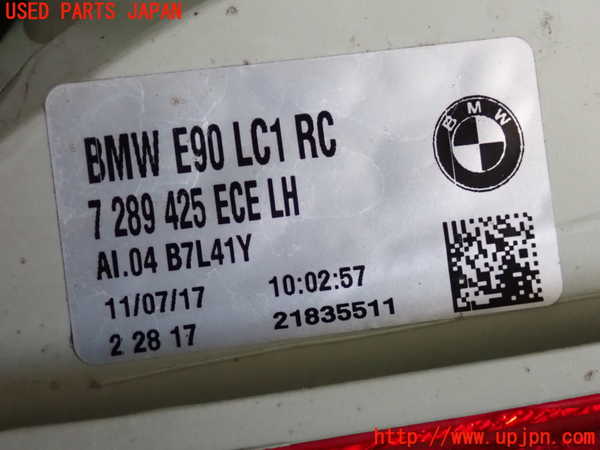 USED PARTS JAPAN
BMW E90 LC1 RC
BMW
7 289 425 ECE LH
AI.04 B7L41Y
11/07/17 10:02:57
2 28 17 21835511
http://www.upjpn.com